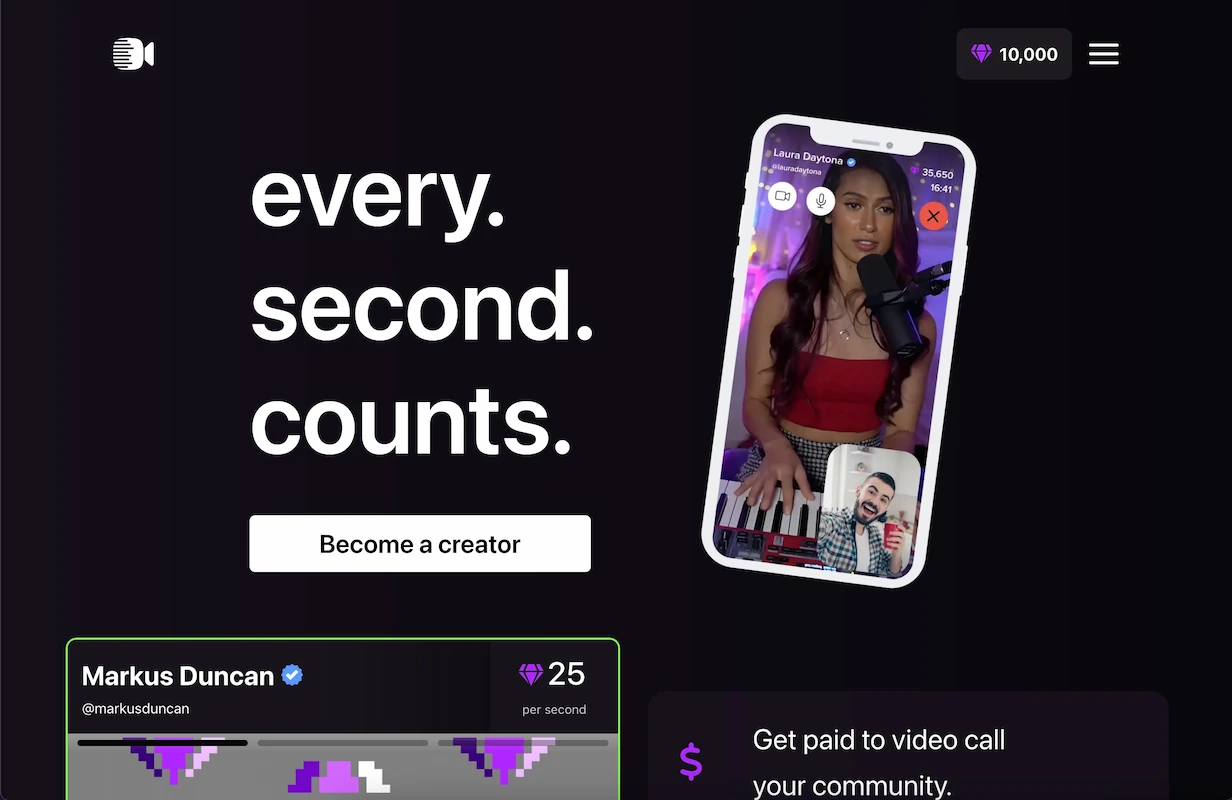 10,000
every.
second.
counts.
Become a creator
Laura Daytona
@lauradaytona
35,650
16:41
Markus Duncan
@markusduncan
25
per second
Get paid to video call
your community.